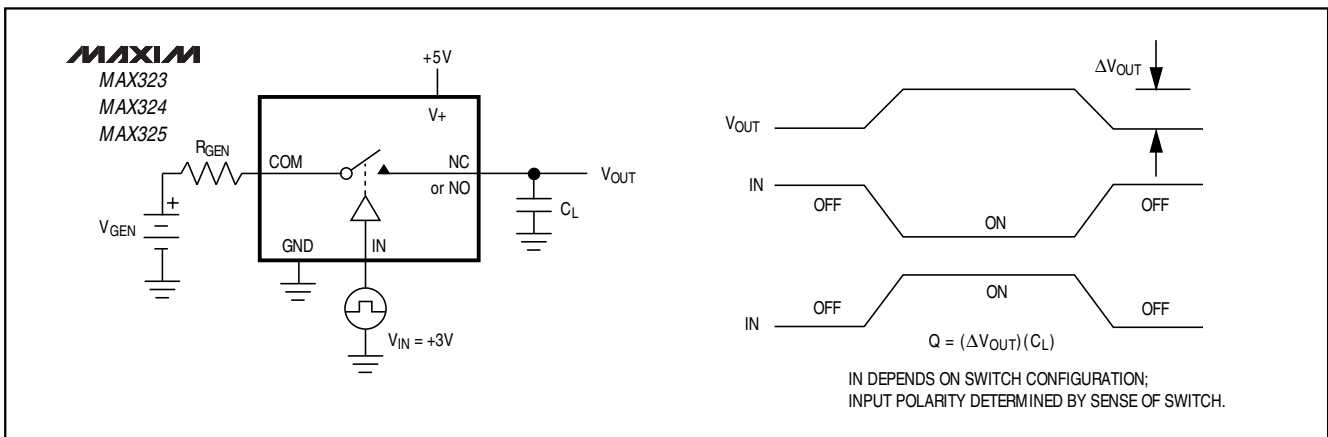 MAXIM
MAX323
MAX324
MAX325
+5V
V+
RGEN
COM
NC
or NO
VOUT
CL
VGEN
+
GND
IN
VIN = +3V
ΔVOUT
VOUT
IN
OFF
ON
OFF
IN
OFF
ON
OFF
Q = (ΔVOUT)(CL)
IN DEPENDS ON SWITCH CONFIGURATION;
INPUT POLARITY DETERMINED BY SENSE OF SWITCH.